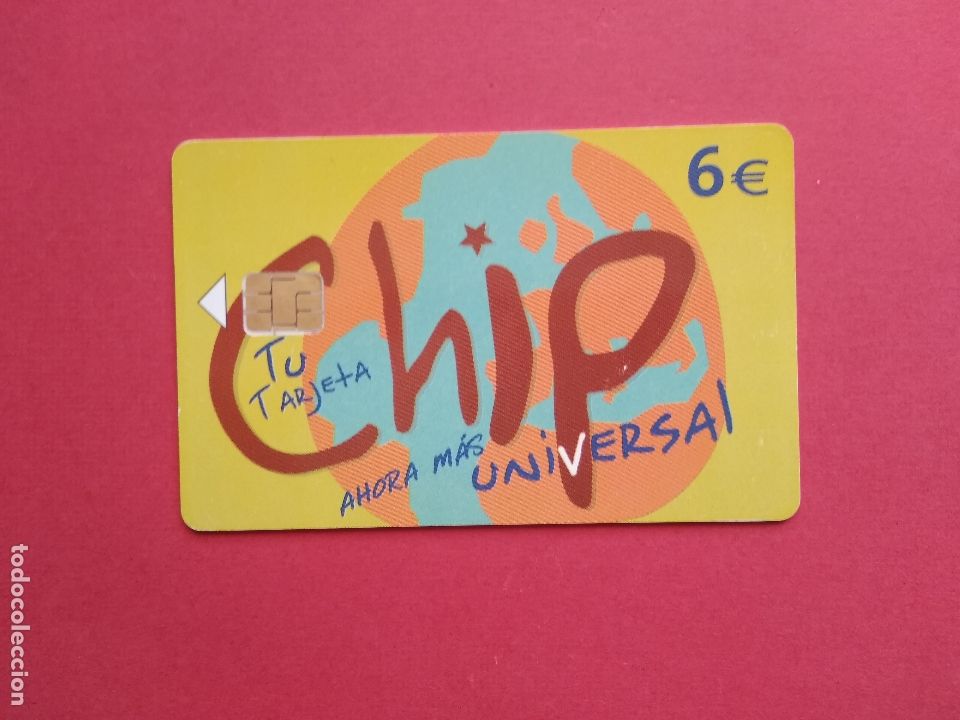 6€
Chip
TU
TARJETA
AHORA MÁS
UNIVERSAl
todocoleccion